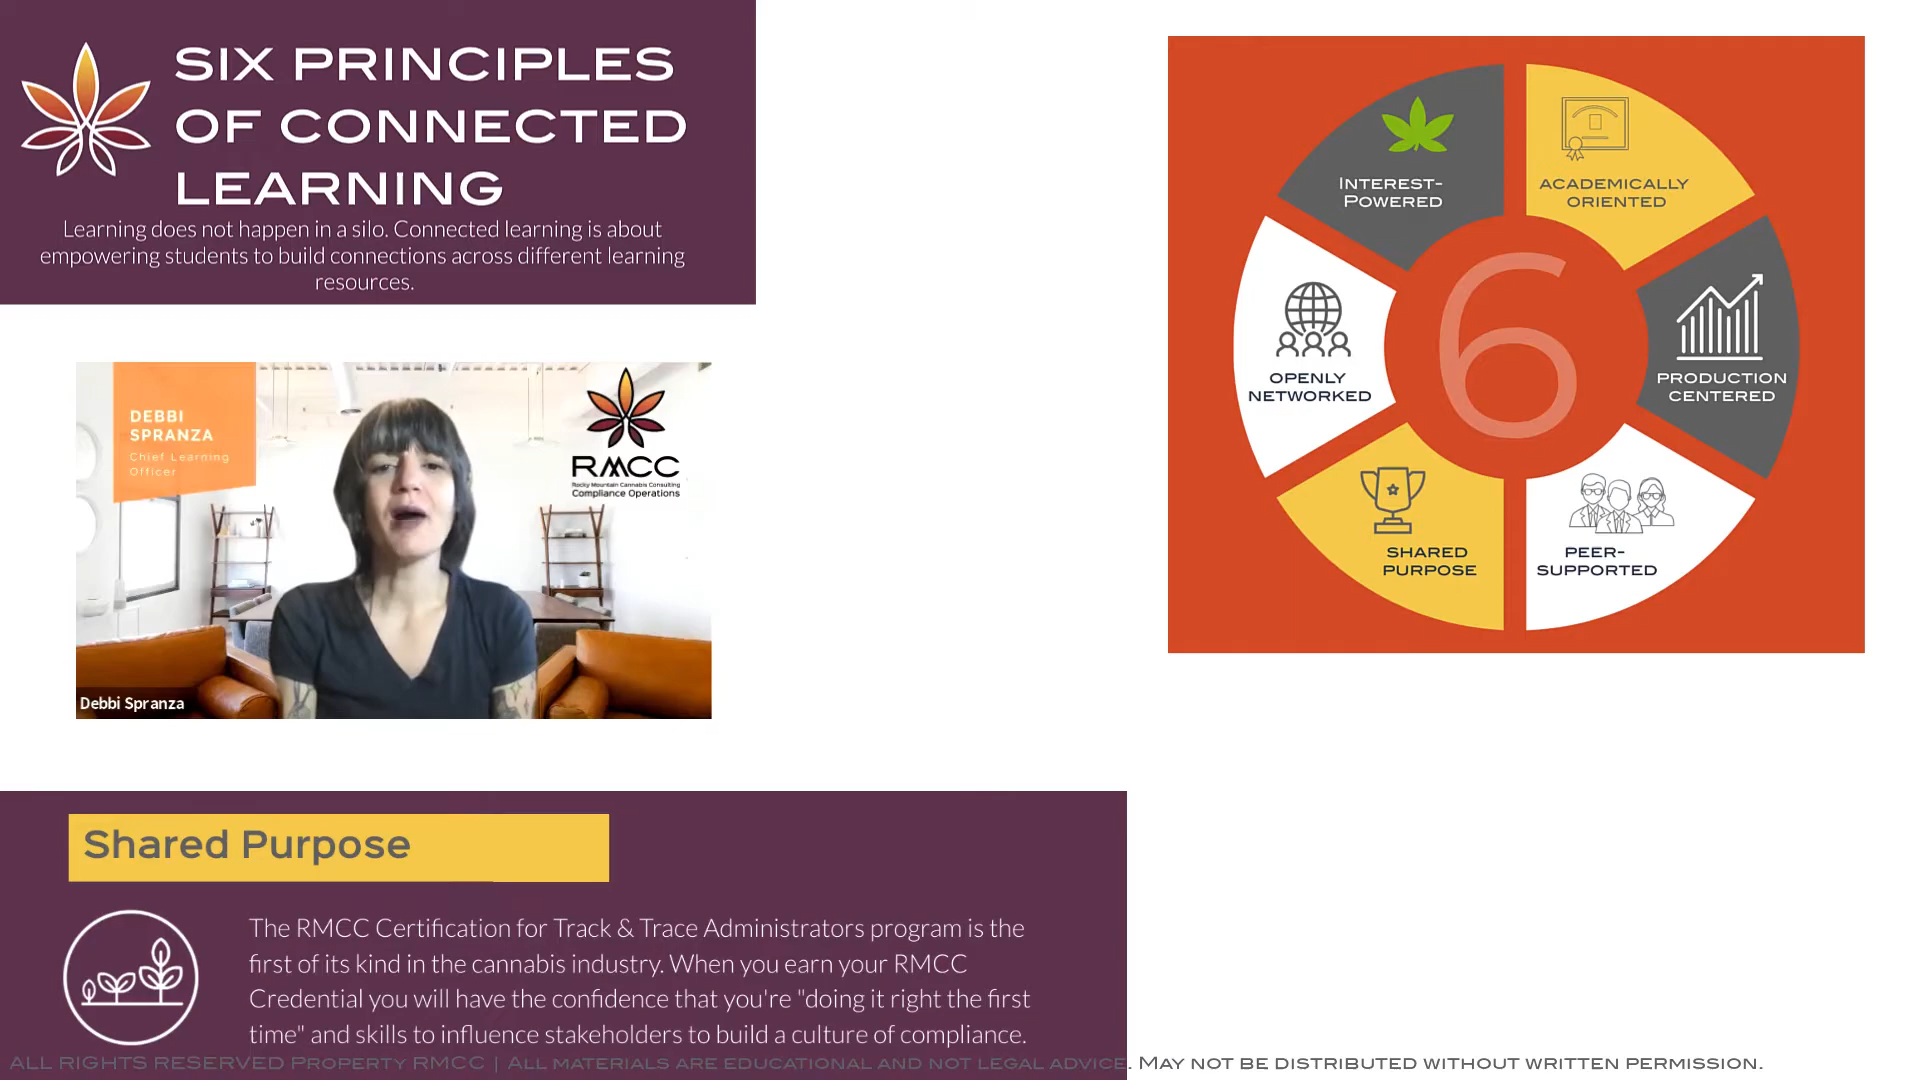 SIX PRINCIPLES
OF CONNECTED
LEARNING
Learning does not happen in a silo. Connected learning is about
empowering students to build connections across different learning
resources.
DEBBI
SPRANZA
Chief Learning
Officer
RMCC
Rocky Mountain Cannabis Consulting
Compliance Operations
Debbi Spranza
INTEREST-
POWERED
ACADEMICALLY
ORIENTED
OPENLY
NETWORKED
6
PRODUCTION
CENTERED
SHARED
PURPOSE
PEER-
SUPPORTED
Shared Purpose
The RMCC Certification for Track & Trace Administrators program is the
first of its kind in the cannabis industry. When you earn your RMCC
Credential you will have the confidence that you're "doing it right the first
time" and skills to influence stakeholders to build a culture of compliance.
ALL RIGHTS RESERVED PROPERTY RMCC | ALL MATERIALS ARE EDUCATIONAL AND NOT LEGAL ADVICE. MAY NOT BE DISTRIBUTED WITHOUT WRITTEN PERMISSION.